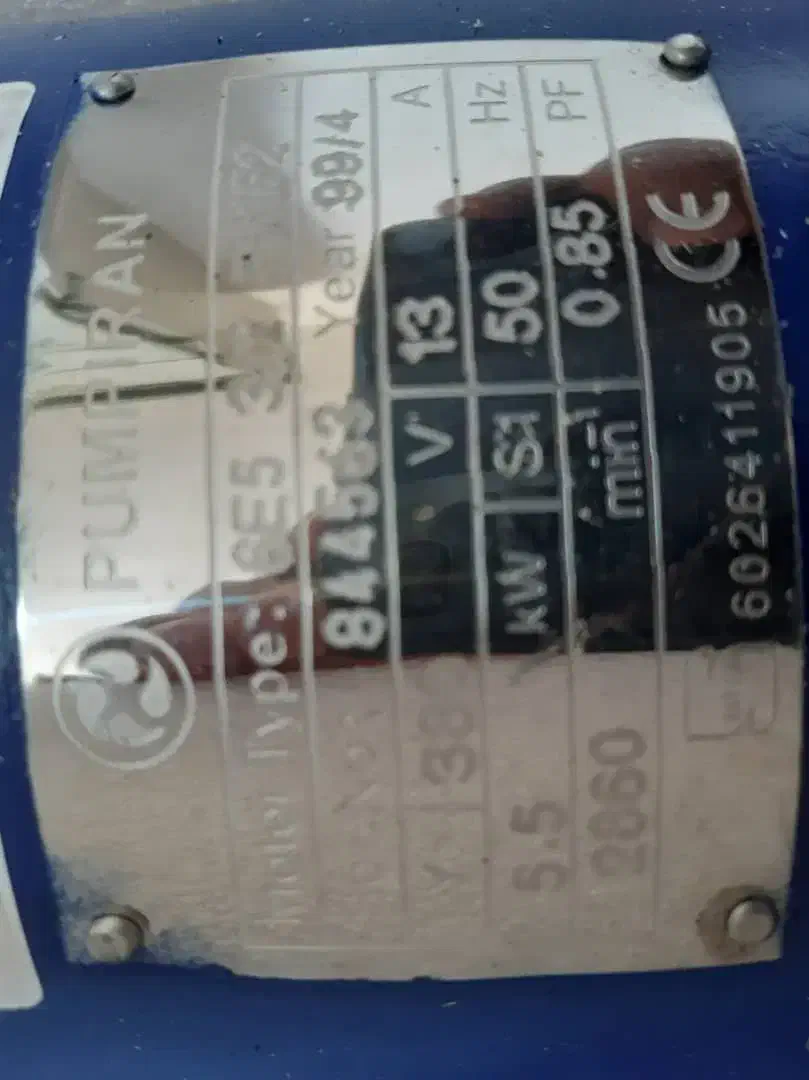 PUMPIRAN
Type: 6E5
Year 99/4
V 13 A
5.5 kW S1 50 Hz
2860 min⁻¹ 0.85 PF
6026411905 CE